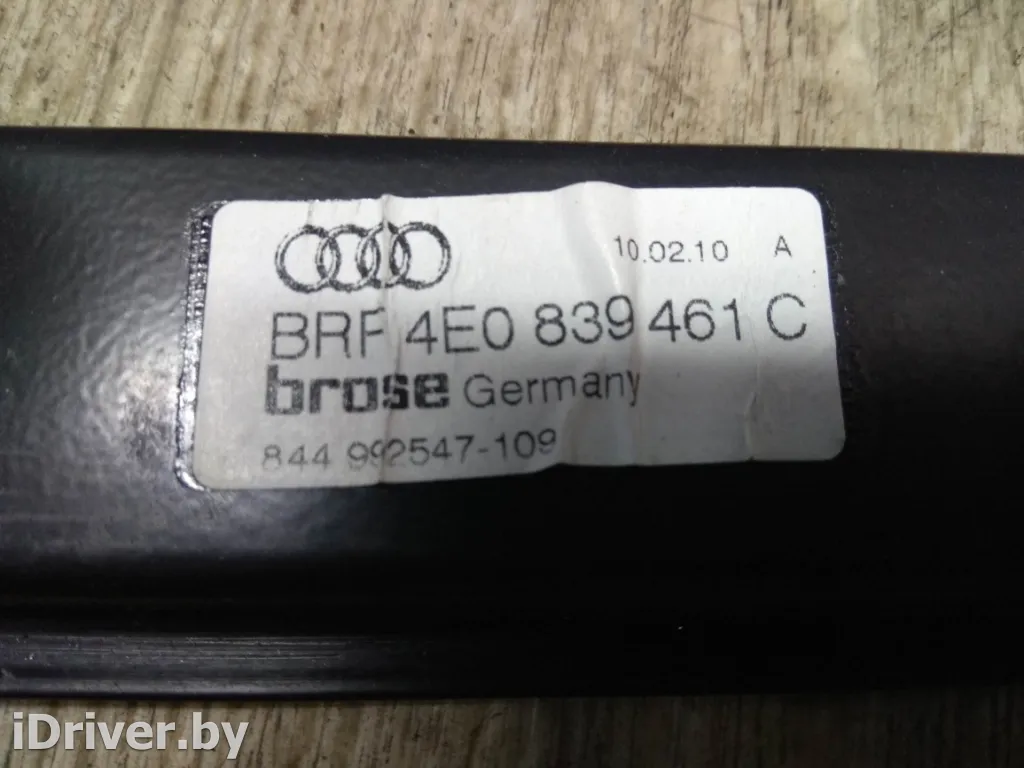 10.02.10 A
BRF 4E0 839 461 C
brose Germany
844 992547-109
iDriver.by